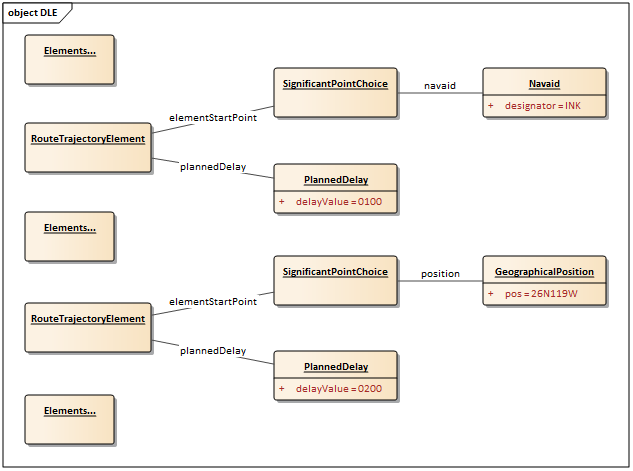 object DLE
Elements...
SignificantPointChoice
navaid
Navaid
+ designator = INK
elementStartPoint
RouteTrajectoryElement
plannedDelay
PlannedDelay
+ delayValue = 0100
Elements...
SignificantPointChoice
position
GeographicalPosition
+ pos = 26N119W
elementStartPoint
RouteTrajectoryElement
plannedDelay
PlannedDelay
+ delayValue = 0200
Elements...